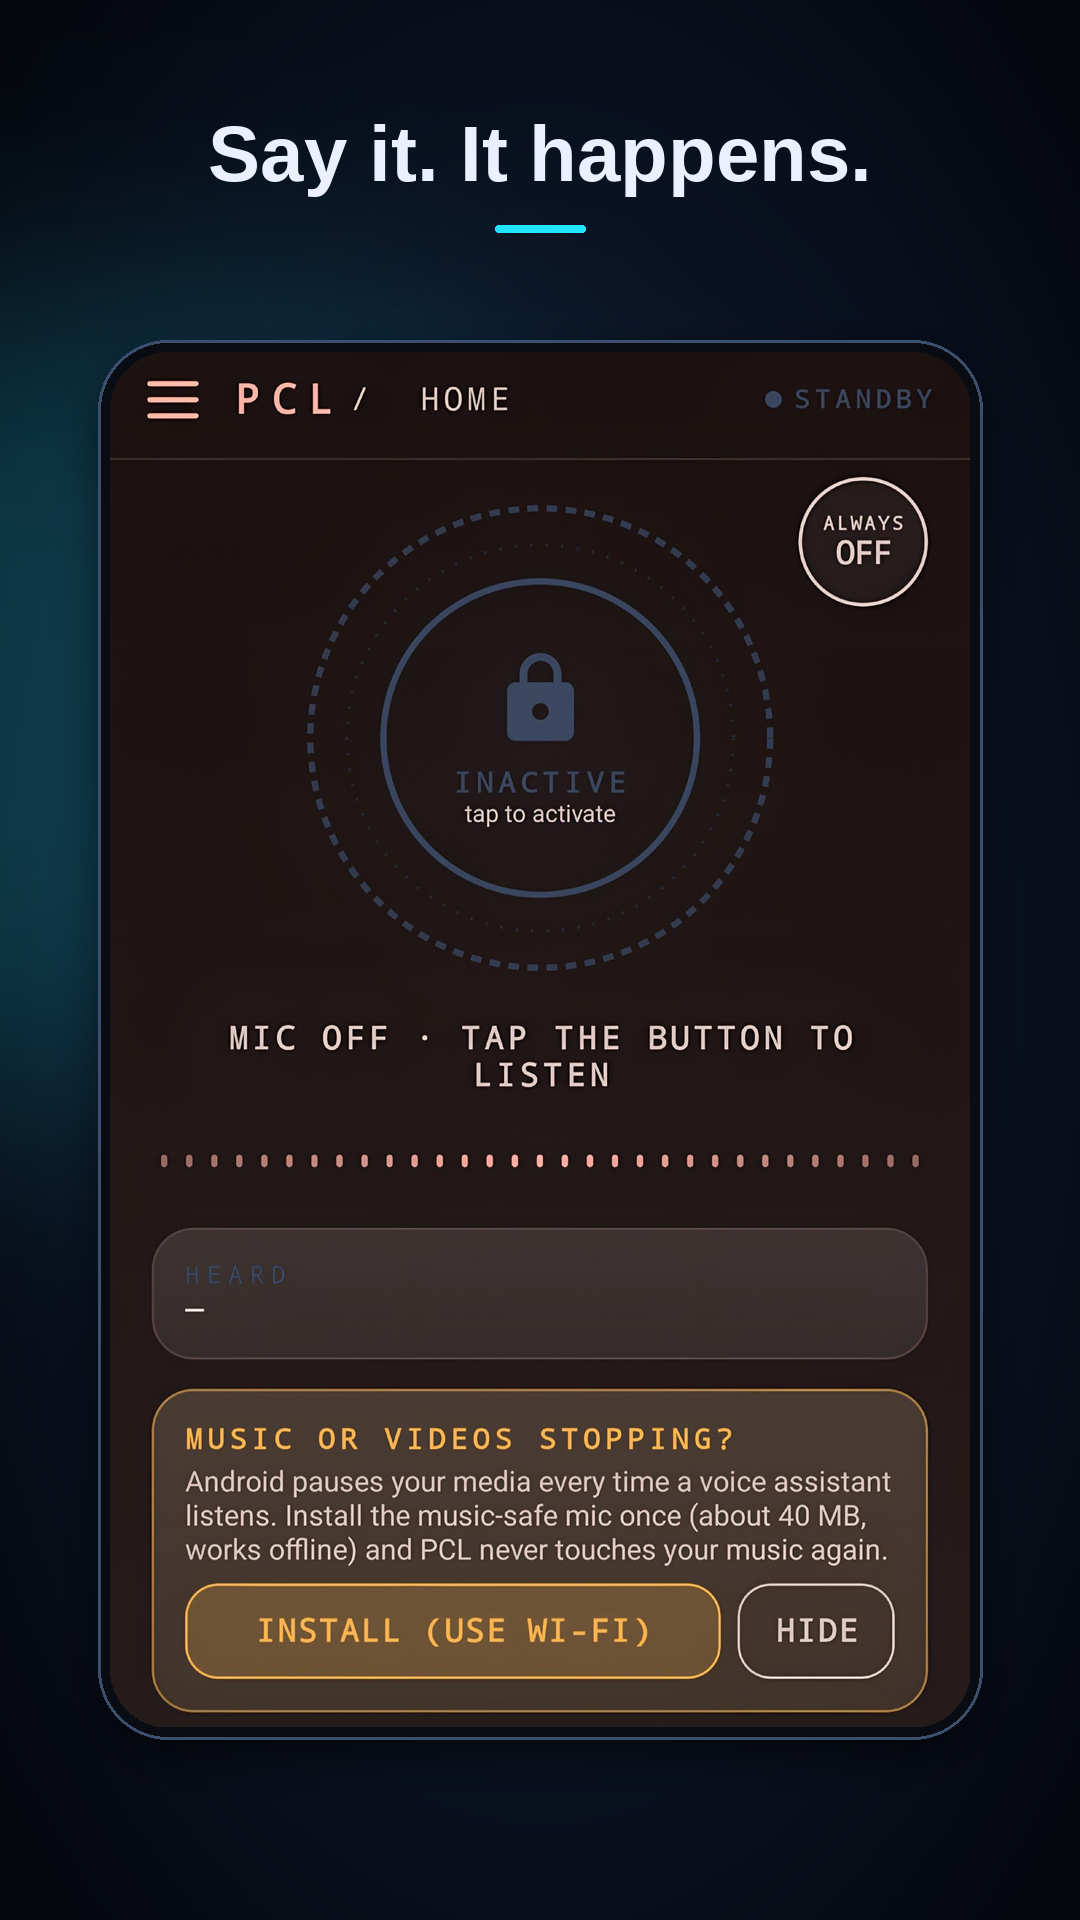 Say it. It happens.
PCL / HOME
STANDBY
ALWAYS
OFF
INACTIVE
tap to activate
MIC OFF · TAP THE BUTTON TO
LISTEN
HEARD
—
MUSIC OR VIDEOS STOPPING?
Android pauses your media every time a voice assistant
listens. Install the music-safe mic once (about 40 MB,
works offline) and PCL never touches your music again.
INSTALL (USE WI-FI)
HIDE